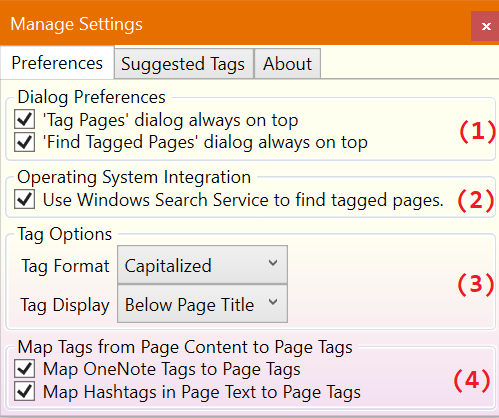 Manage Settings
x
Preferences Suggested Tags About
Dialog Preferences
'Tag Pages' dialog always on top
'Find Tagged Pages' dialog always on top
(1)
Operating System Integration
Use Windows Search Service to find tagged pages.
(2)
Tag Options
Tag Format Capitalized
Tag Display Below Page Title
(3)
Map Tags from Page Content to Page Tags
Map OneNote Tags to Page Tags
Map Hashtags in Page Text to Page Tags
(4)